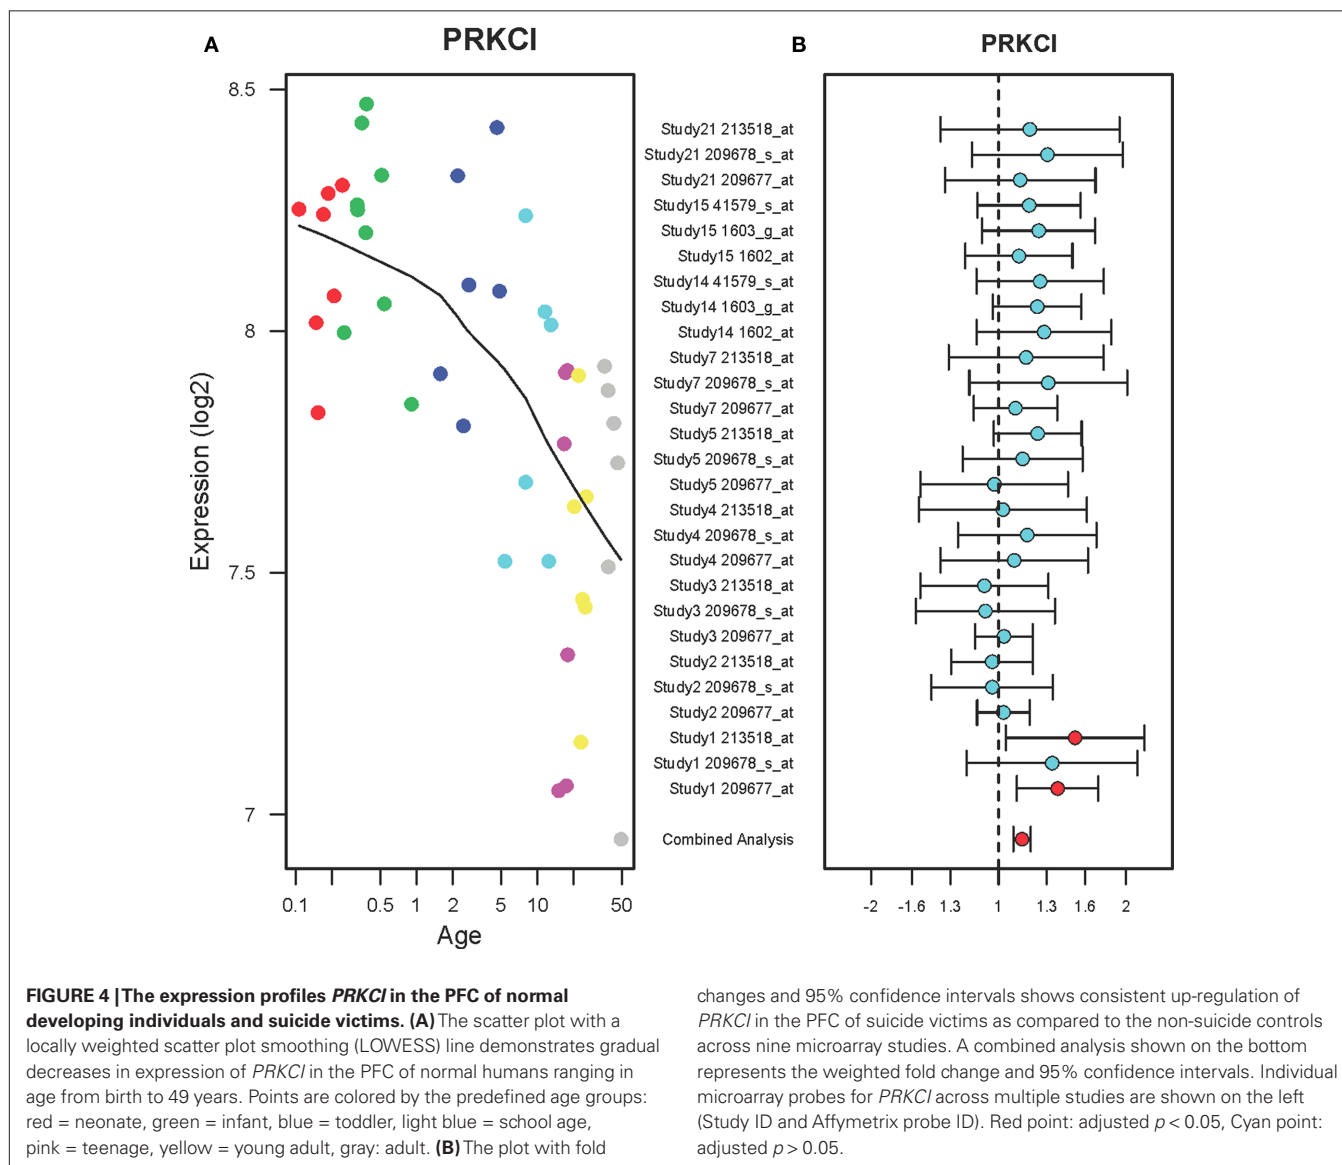 A
PRKCI
8.5
8
7.5
7
Expression (log2)
0.1
0.5
1
2
5
10
50
Age
B
PRKCI
Study21 213518_at
Study21 209678_s_at
Study21 209677_at
Study15 41579_s_at
Study15 1603_g_at
Study15 1602_at
Study14 41579_s_at
Study14 1603_g_at
Study14 1602_at
Study7 213518_at
Study7 209678_s_at
Study7 209677_at
Study5 213518_at
Study5 209678_s_at
Study5 209677_at
Study4 213518_at
Study4 209678_s_at
Study4 209677_at
Study3 213518_at
Study3 209678_s_at
Study3 209677_at
Study2 213518_at
Study2 209678_s_at
Study2 209677_at
Study1 213518_at
Study1 209678_s_at
Study1 209677_at
Combined Analysis
-2
-1.6
1.3
1
1.3
1.6
2
FIGURE 4 | The expression profiles PRKCI in the PFC of normal
developing individuals and suicide victims. (A) The scatter plot with a
locally weighted scatter plot smoothing (LOWESS) line demonstrates gradual
decreases in expression of PRKCI in the PFC of normal humans ranging in
age from birth to 49 years. Points are colored by the predefined age groups:
red = neonate, green = infant, blue = toddler, light blue = school age,
pink = teenage, yellow = young adult, gray: adult. (B) The plot with fold
changes and 95% confidence intervals shows consistent up-regulation of
PRKCI in the PFC of suicide victims as compared to the non-suicide controls
across nine microarray studies. A combined analysis shown on the bottom
represents the weighted fold change and 95% confidence intervals. Individual
microarray probes for PRKCI across multiple studies are shown on the left
(Study ID and Affymetrix probe ID). Red point: adjusted p < 0.05, Cyan point:
adjusted p > 0.05.